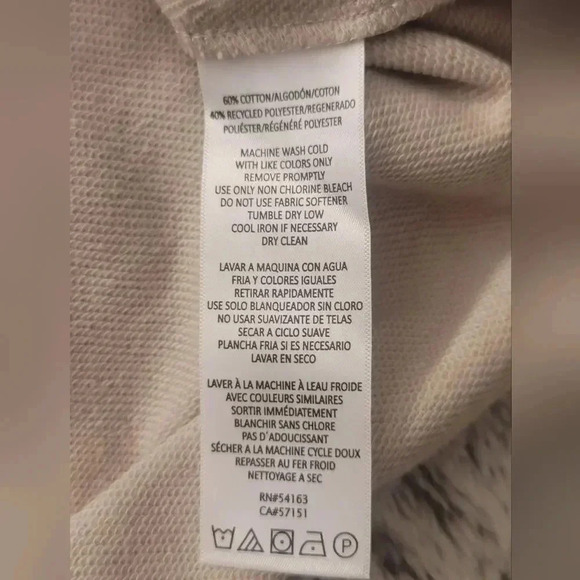 60% COTTON/ALGODÓN/COTON
40% RECYCLED POLYESTER/REGENERADO
POLIÉSTER/RÉGÉNÉRÉ POLYESTER
MACHINE WASH COLD
WITH LIKE COLORS ONLY
REMOVE PROMPTLY
USE ONLY NON CHLORINE BLEACH
DO NOT USE FABRIC SOFTENER
TUMBLE DRY LOW
COOL IRON IF NECESSARY
DRY CLEAN
LAVAR A MAQUINA CON AGUA
FRIA Y COLORES IGUALES
RETIRAR RAPIDAMENTE
USE SOLO BLANQUEADOR SIN CLORO
NO USAR SUAVIZANTE DE TELAS
SECAR A CICLO SUAVE
PLANCHA FRIA SI ES NECESARIO
LAVAR EN SECO
LAVER À LA MACHINE À LEAU FROIDE
AVEC COULEURS SIMILAIRES
SORTIR IMMÉDIATEMENT
BLANCHIR SANS CHLORE
PAS D'ADOUCISSANT
SÉCHER A LA MACHINE CYCLE DOUX
REPASSER AU FER FROID
NETTOYAGE A SEC
RN#54163
CA#57151
P